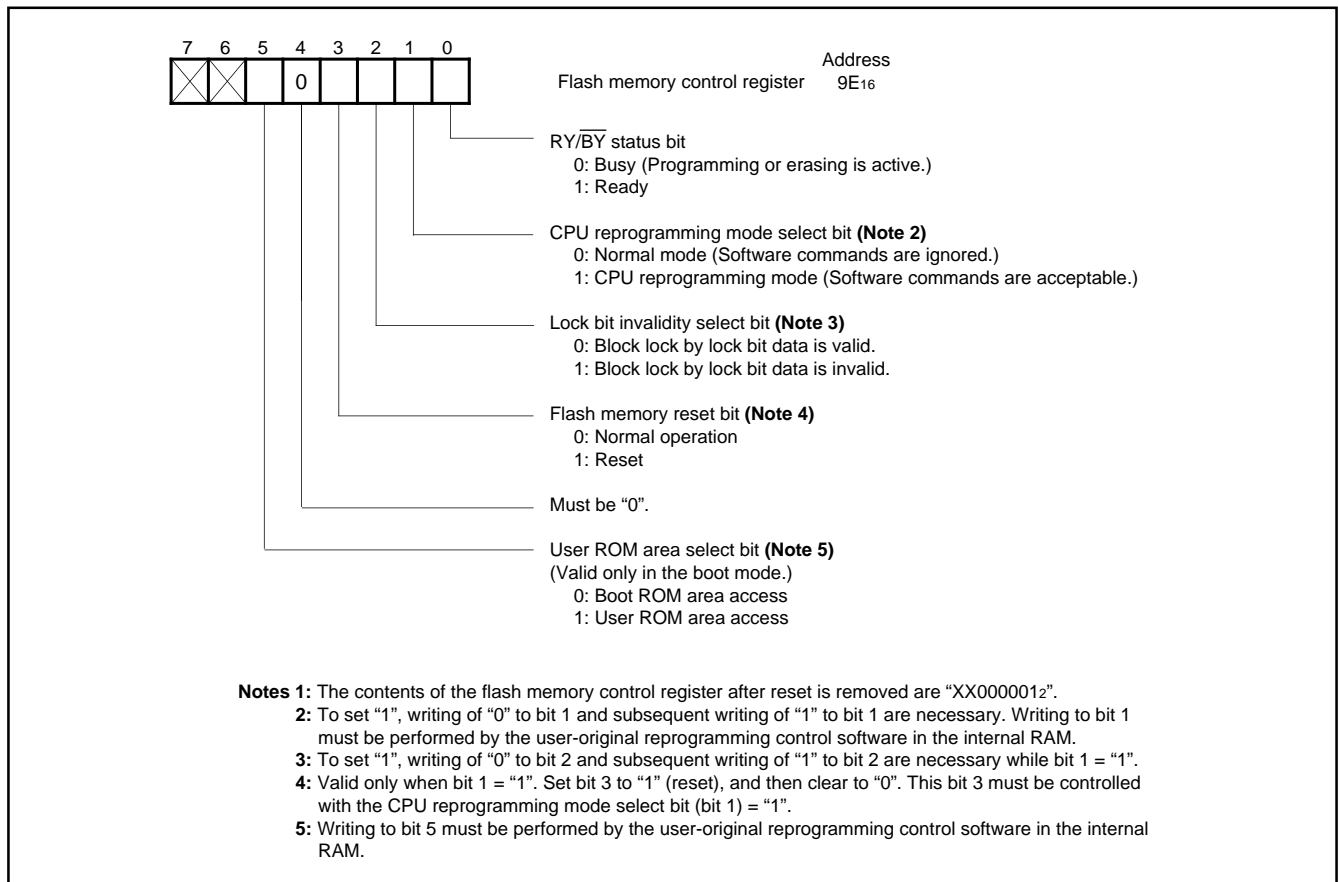 7 6 5 4 3 2 1 0
Address
0
Flash memory control register 9E16
RY/B̅Y̅ status bit
0: Busy (Programming or erasing is active.)
1: Ready
CPU reprogramming mode select bit (Note 2)
0: Normal mode (Software commands are ignored.)
1: CPU reprogramming mode (Software commands are acceptable.)
Lock bit invalidity select bit (Note 3)
0: Block lock by lock bit data is valid.
1: Block lock by lock bit data is invalid.
Flash memory reset bit (Note 4)
0: Normal operation
1: Reset
Must be “0”.
User ROM area select bit (Note 5)
(Valid only in the boot mode.)
0: Boot ROM area access
1: User ROM area access
Notes 1: The contents of the flash memory control register after reset is removed are “XX0000012”.
2: To set “1”, writing of “0” to bit 1 and subsequent writing of “1” to bit 1 are necessary. Writing to bit 1
must be performed by the user-original reprogramming control software in the internal RAM.
3: To set “1”, writing of “0” to bit 2 and subsequent writing of “1” to bit 2 are necessary while bit 1 = “1”.
4: Valid only when bit 1 = “1”. Set bit 3 to “1” (reset), and then clear to “0”. This bit 3 must be controlled
with the CPU reprogramming mode select bit (bit 1) = “1”.
5: Writing to bit 5 must be performed by the user-original reprogramming control software in the internal
RAM.